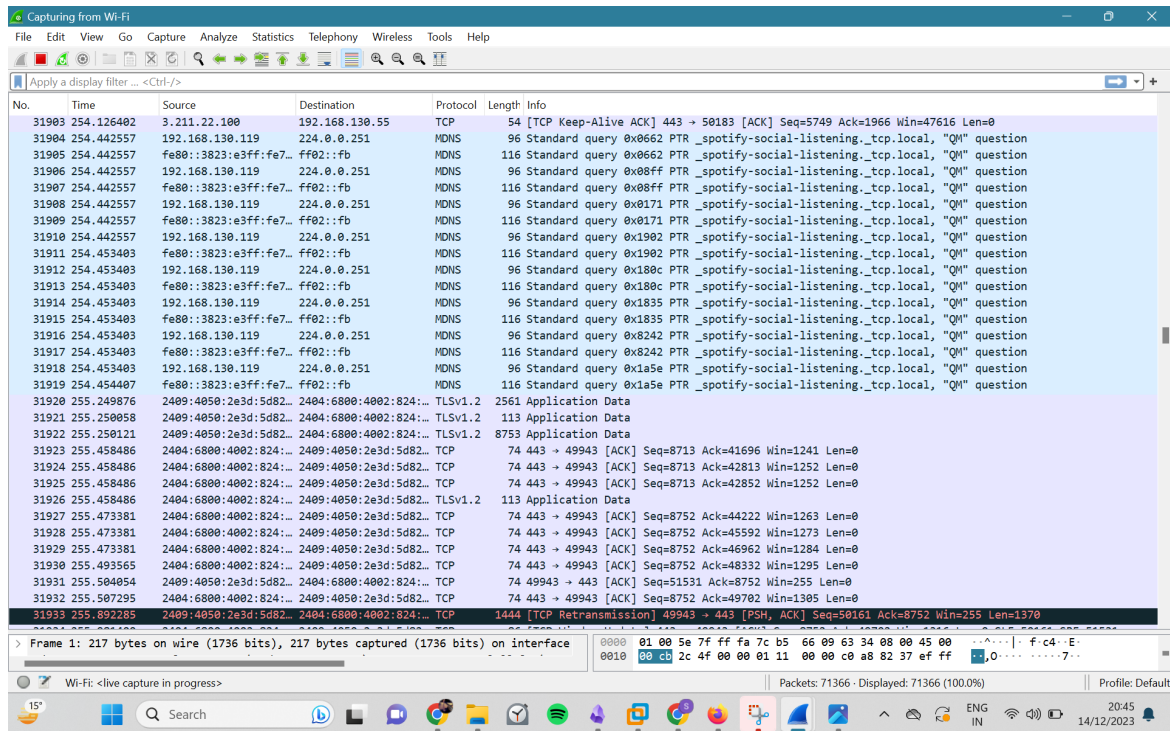 Capturing from Wi-Fi
File Edit View Go Capture Analyze Statistics Telephony Wireless Tools Help
Apply a display filter ... <Ctrl-/>
No. Time Source Destination Protocol Length Info
31903 254.126402 3.211.22.100 192.168.130.55 TCP 54 [TCP Keep-Alive ACK] 443 → 50183 [ACK] Seq=5749 Ack=1966 Win=47616 Len=0
31904 254.442557 192.168.130.119 224.0.0.251 MDNS 96 Standard query 0x0662 PTR _spotify-social-listening._tcp.local, "QM" question
31905 254.442557 fe80::3823:e3ff:fe7… ff02::fb MDNS 116 Standard query 0x0662 PTR _spotify-social-listening._tcp.local, "QM" question
31906 254.442557 192.168.130.119 224.0.0.251 MDNS 96 Standard query 0x08ff PTR _spotify-social-listening._tcp.local, "QM" question
31907 254.442557 fe80::3823:e3ff:fe7… ff02::fb MDNS 116 Standard query 0x08ff PTR _spotify-social-listening._tcp.local, "QM" question
31908 254.442557 192.168.130.119 224.0.0.251 MDNS 96 Standard query 0x0171 PTR _spotify-social-listening._tcp.local, "QM" question
31909 254.442557 fe80::3823:e3ff:fe7… ff02::fb MDNS 116 Standard query 0x0171 PTR _spotify-social-listening._tcp.local, "QM" question
31910 254.442557 192.168.130.119 224.0.0.251 MDNS 96 Standard query 0x1902 PTR _spotify-social-listening._tcp.local, "QM" question
31911 254.453403 fe80::3823:e3ff:fe7… ff02::fb MDNS 116 Standard query 0x1902 PTR _spotify-social-listening._tcp.local, "QM" question
31912 254.453403 192.168.130.119 224.0.0.251 MDNS 96 Standard query 0x180c PTR _spotify-social-listening._tcp.local, "QM" question
31913 254.453403 fe80::3823:e3ff:fe7… ff02::fb MDNS 116 Standard query 0x180c PTR _spotify-social-listening._tcp.local, "QM" question
31914 254.453403 192.168.130.119 224.0.0.251 MDNS 96 Standard query 0x1835 PTR _spotify-social-listening._tcp.local, "QM" question
31915 254.453403 fe80::3823:e3ff:fe7… ff02::fb MDNS 116 Standard query 0x1835 PTR _spotify-social-listening._tcp.local, "QM" question
31916 254.453403 192.168.130.119 224.0.0.251 MDNS 96 Standard query 0x8242 PTR _spotify-social-listening._tcp.local, "QM" question
31917 254.453403 fe80::3823:e3ff:fe7… ff02::fb MDNS 116 Standard query 0x8242 PTR _spotify-social-listening._tcp.local, "QM" question
31918 254.453403 192.168.130.119 224.0.0.251 MDNS 96 Standard query 0x1a5e PTR _spotify-social-listening._tcp.local, "QM" question
31919 254.454407 fe80::3823:e3ff:fe7… ff02::fb MDNS 116 Standard query 0x1a5e PTR _spotify-social-listening._tcp.local, "QM" question
31920 255.249876 2409:4050:2e3d:5d82… 2404:6800:4002:824:… TLSv1.2 2561 Application Data
31921 255.250058 2409:4050:2e3d:5d82… 2404:6800:4002:824:… TLSv1.2 113 Application Data
31922 255.250121 2409:4050:2e3d:5d82… 2404:6800:4002:824:… TLSv1.2 8753 Application Data
31923 255.458486 2404:6800:4002:824:… 2409:4050:2e3d:5d82… TCP 74 443 → 49943 [ACK] Seq=8713 Ack=41696 Win=1241 Len=0
31924 255.458486 2404:6800:4002:824:… 2409:4050:2e3d:5d82… TCP 74 443 → 49943 [ACK] Seq=8713 Ack=42813 Win=1252 Len=0
31925 255.458486 2404:6800:4002:824:… 2409:4050:2e3d:5d82… TCP 74 443 → 49943 [ACK] Seq=8713 Ack=42852 Win=1252 Len=0
31926 255.458486 2404:6800:4002:824:… 2409:4050:2e3d:5d82… TLSv1.2 113 Application Data
31927 255.473381 2404:6800:4002:824:… 2409:4050:2e3d:5d82… TCP 74 443 → 49943 [ACK] Seq=8752 Ack=44222 Win=1263 Len=0
31928 255.473381 2404:6800:4002:824:… 2409:4050:2e3d:5d82… TCP 74 443 → 49943 [ACK] Seq=8752 Ack=45592 Win=1273 Len=0
31929 255.473381 2404:6800:4002:824:… 2409:4050:2e3d:5d82… TCP 74 443 → 49943 [ACK] Seq=8752 Ack=46962 Win=1284 Len=0
31930 255.493565 2404:6800:4002:824:… 2409:4050:2e3d:5d82… TCP 74 443 → 49943 [ACK] Seq=8752 Ack=48332 Win=1295 Len=0
31931 255.504054 2409:4050:2e3d:5d82… 2404:6800:4002:824:… TCP 74 49943 → 443 [ACK] Seq=51531 Ack=8752 Win=255 Len=0
31932 255.507295 2404:6800:4002:824:… 2409:4050:2e3d:5d82… TCP 74 443 → 49943 [ACK] Seq=8752 Ack=49702 Win=1305 Len=0
31933 255.892285 2409:4050:2e3d:5d82… 2404:6800:4002:824:… TCP 1444 [TCP Retransmission] 49943 → 443 [PSH, ACK] Seq=50161 Ack=8752 Win=255 Len=1370
> Frame 1: 217 bytes on wire (1736 bits), 217 bytes captured (1736 bits) on interface
0000 01 00 5e 7f ff fa 7c b5 66 09 63 34 08 00 45 00 ··^···|· f·c4··E·
0010 00 cb 2c 4f 00 00 01 11 00 00 c0 a8 82 37 ef ff ··,O···· ·····7··
Wi-Fi: <live capture in progress>
Packets: 71366 · Displayed: 71366 (100.0%)
Profile: Default
15°
Search
ENG
IN
20:45
14/12/2023